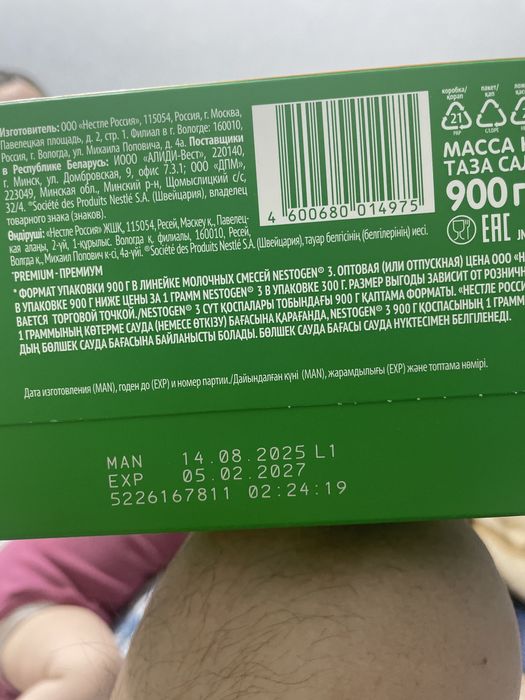 Изготовитель: ООО «Нестле Россия», 115054, Россия, г. Москва,
Павелецкая площадь, д. 2, стр. 1. Филиал в г. Вологде: 160010,
Россия, г. Вологда, ул. Михаила Поповича, д. 4а. Поставщики
в Республике Беларусь: ИООО «АЛИДИ-Вест», 220140,
г. Минск, ул. Домбровская, 9, офис 7.3.1; ООО «ДПМ»,
223049, Минская обл., Минский р-н, Щомыслицкий с/с,
32/4. ®Société des Produits Nestlé S.A. (Швейцария), владелец
товарного знака (знаков).
Өндіруші: «Нестле Россия» ЖШҚ, 115054, Ресей, Мәскеу қ., Павелец-
кая алаңы, 2-үй, 1-құрылыс. Вологда қ. филиалы, 160010, Ресей,
Вологда қ., Михаил Попович к-сі, 4а-үй. ®Société des Produits Nestlé S.A. (Швейцария), тауар белгісінің (белгілерінің) иесі.
4 600680 014975
коробка/
қорап
пакет/
қап
21
PAP
C/LDPE
МАССА
ТАЗА СА
900г
EAC
*PREMIUM - ПРЕМИУМ
* ФОРМАТ УПАКОВКИ 900 Г В ЛИНЕЙКЕ МОЛОЧНЫХ СМЕСЕЙ NESTOGEN® 3. ОПТОВАЯ (ИЛИ ОТПУСКНАЯ) ЦЕНА ООО
В УПАКОВКЕ 900 Г НИЖЕ ЦЕНЫ ЗА 1 ГРАММ NESTOGEN® 3 В УПАКОВКЕ 300 Г. РАЗМЕР ВЫГОДЫ ЗАВИСИТ ОТ
ВАЕТСЯ ТОРГОВОЙ ТОЧКОЙ./NESTOGEN® 3 СҮТ ҚОСПАЛАРЫ ТОБЫНДАҒЫ 900 Г ҚАПТАМА ФОРМАТЫ. «НЕСТЛЕ
1 ГРАММЫНЫҢ КӨТЕРМЕ САУДА (НЕМЕСЕ ӨТКІЗУ) БАҒАСЫНА ҚАРАҒАНДА, NESTOGEN® 3 900 Г ҚОСПАСЫНЫҢ 1 ГРАММ
ДЫҢ БӨЛШЕК САУДА БАҒАСЫНА БАЙЛАНЫСТЫ БОЛАДЫ. БӨЛШЕК САУДА БАҒАСЫ САУДА НҮКТЕСІМЕН БЕЛГІЛЕНЕДІ.
Дата изготовления (MAN), годен до (EXP) и номер партии./Дайындалған күні (MAN), жарамдылығы (EXP) және топтама нөмірі.
MAN 14.08.2025 L1
EXP 05.02.2027
5226167811 02:24:19